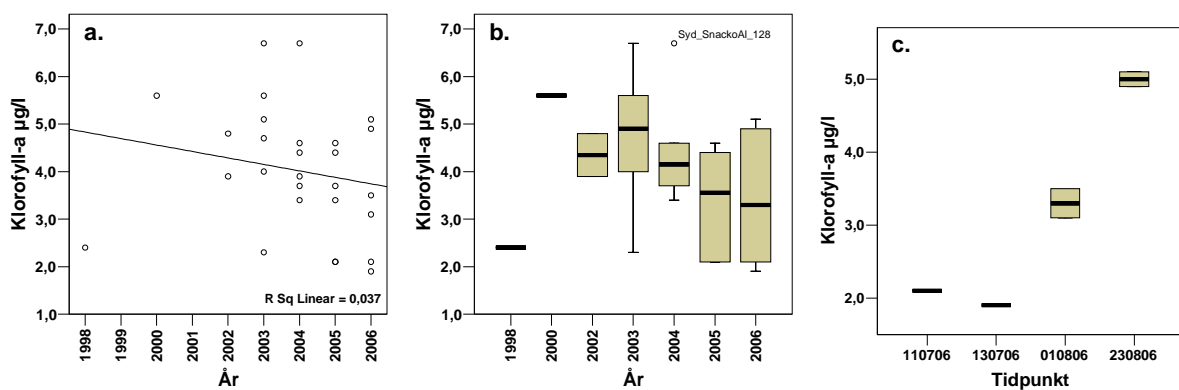 a.
Klorofyll-a µg/l
7,0
6,0
5,0
4,0
3,0
2,0
1,0
R Sq Linear = 0,037
1998
1999
2000
2001
2002
2003
2004
2005
2006
År
b.
Syd_SnackoAl_128
Klorofyll-a µg/l
7,0
6,0
5,0
4,0
3,0
2,0
1,0
1998
2000
2002
2003
2004
2005
2006
År
c.
Klorofyll-a µg/l
5,0
4,0
3,0
2,0
110706 130706 010806 230806
Tidpunkt